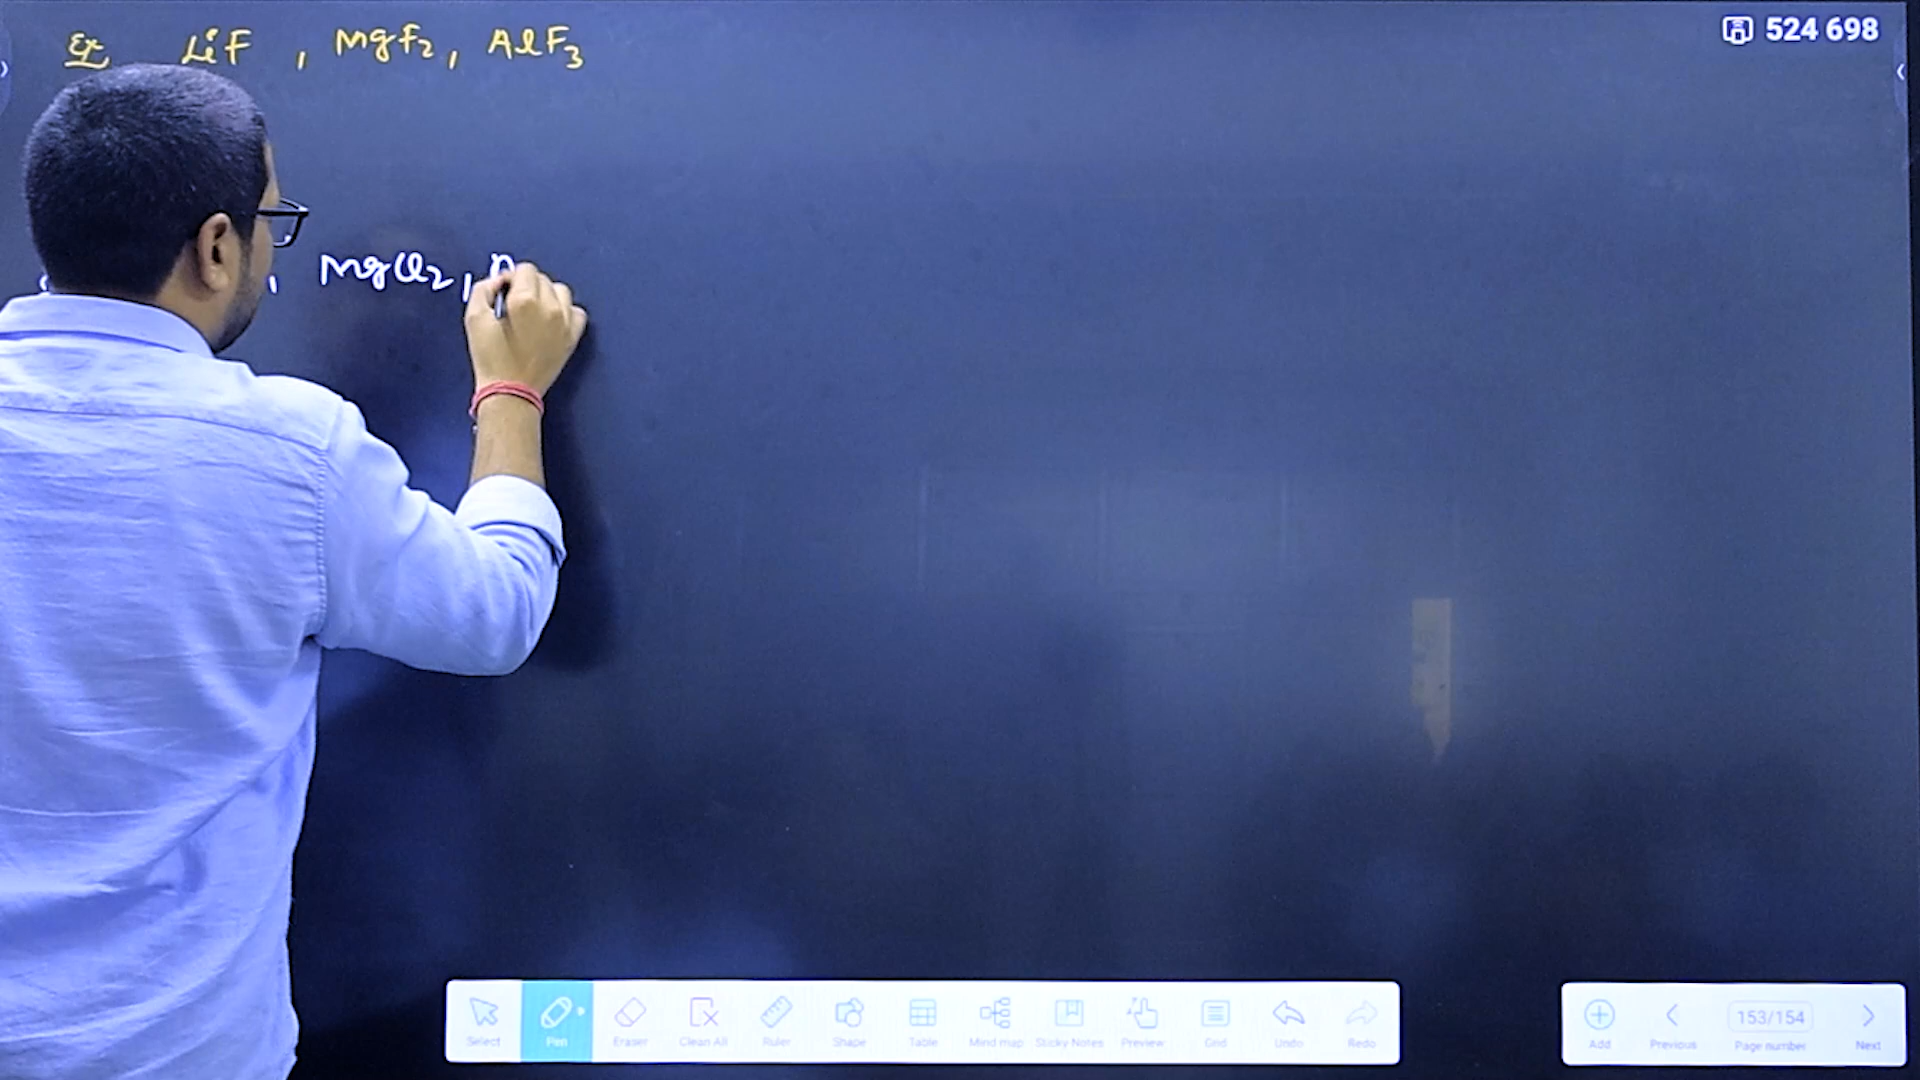 Ex LiF , MgF2, AlF3
524 698
, MgCl2,
Select Pen Eraser Clean All Ruler Shape Table Mind map Sticky Notes Preview Grid Undo Redo
Add Previous 153/154 Page number Next